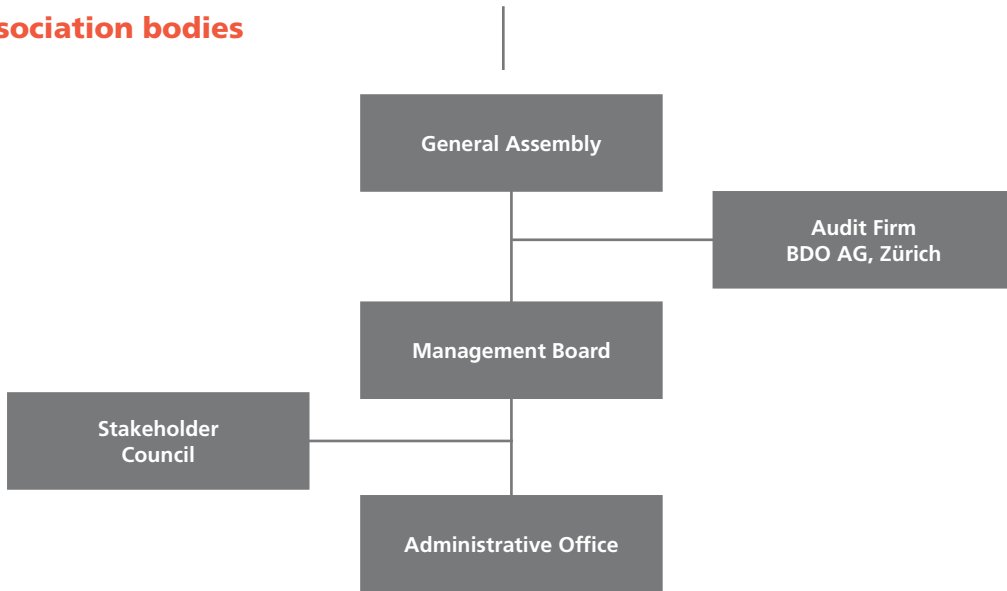 sociation bodies
General Assembly
Audit Firm
BDO AG, Zürich
Management Board
Stakeholder
Council
Administrative Office